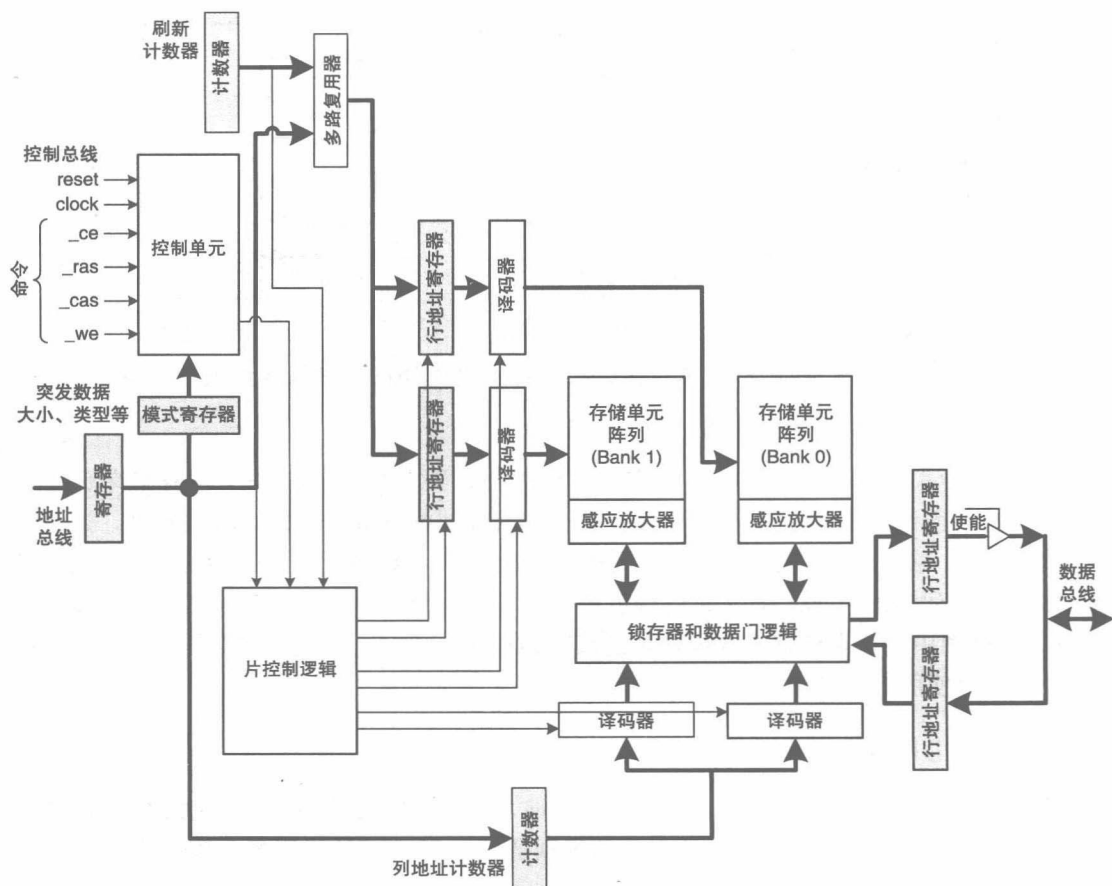 刷新
计数器
计数器
多路复用器
控制总线
reset
clock
_ce
_ras
_cas
_we
命令
控制单元
行地址寄存器
译码器
突发数据
大小、类型等
模式寄存器
行地址寄存器
译码器
存储单元
阵列
(Bank 1)
存储单元
阵列
(Bank 0)
寄存器
地址
总线
感应放大器
感应放大器
行地址寄存器
使能
数据
总线
锁存器和数据门逻辑
片控制逻辑
行地址寄存器
译码器
译码器
计数器
列地址计数器